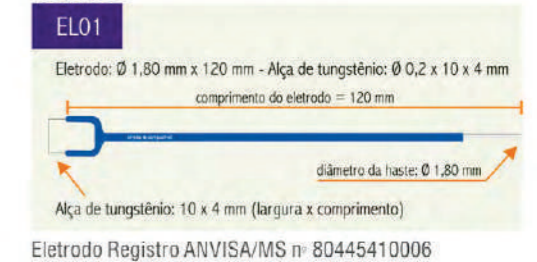 EL01
Eletrodo: Ø 1,80 mm x 120 mm - Alça de tungstênio: Ø 0,2 x 10 x 4 mm
comprimento do eletrodo = 120 mm
diâmetro da haste: Ø 1,80 mm
Alça de tungstênio: 10 x 4 mm (largura x comprimento)
Eletrodo Registro ANVISA/MS nº 80445410006